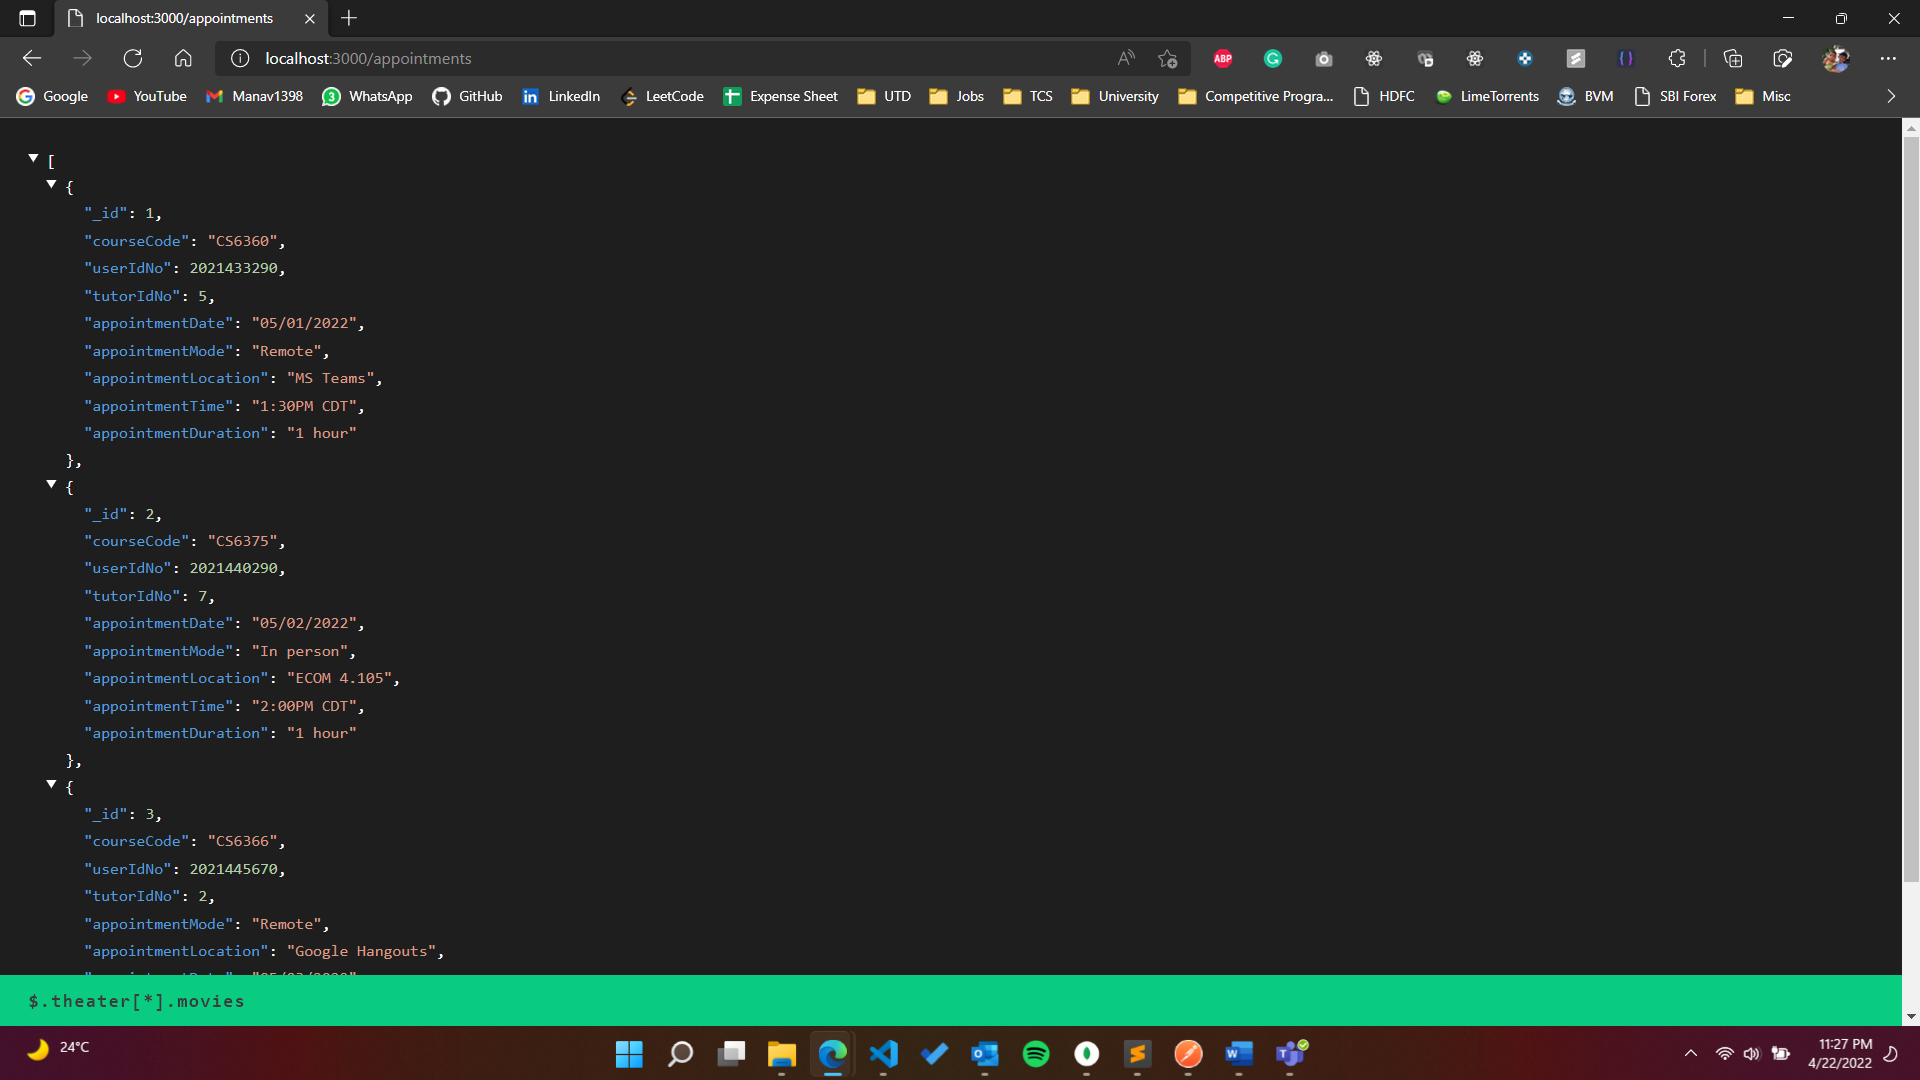 localhost:3000/appointments
localhost:3000/appointments
ABP
Google YouTube Manav1398 WhatsApp GitHub LinkedIn LeetCode Expense Sheet UTD Jobs TCS University Competitive Progra... HDFC LimeTorrents BVM SBI Forex Misc
[
{
"_id": 1,
"courseCode": "CS6360",
"userIdNo": 2021433290,
"tutorIdNo": 5,
"appointmentDate": "05/01/2022",
"appointmentMode": "Remote",
"appointmentLocation": "MS Teams",
"appointmentTime": "1:30PM CDT",
"appointmentDuration": "1 hour"
},
{
"_id": 2,
"courseCode": "CS6375",
"userIdNo": 2021440290,
"tutorIdNo": 7,
"appointmentDate": "05/02/2022",
"appointmentMode": "In person",
"appointmentLocation": "ECOM 4.105",
"appointmentTime": "2:00PM CDT",
"appointmentDuration": "1 hour"
},
{
"_id": 3,
"courseCode": "CS6366",
"userIdNo": 2021445670,
"tutorIdNo": 2,
"appointmentMode": "Remote",
"appointmentLocation": "Google Hangouts",
$.theater[*].movies
24°C
11:27 PM
4/22/2022